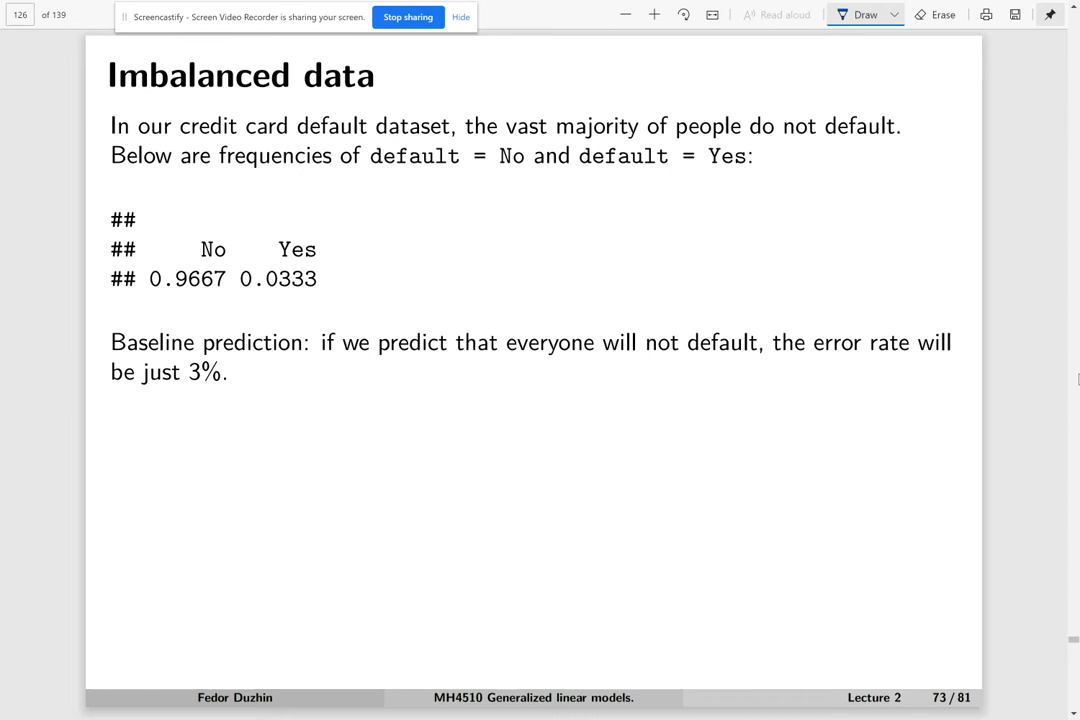 126 of 139
Screencastify - Screen Video Recorder is sharing your screen. Stop sharing Hide
Read aloud Draw Erase
Imbalanced data
In our credit card default dataset, the vast majority of people do not default.
Below are frequencies of default = No and default = Yes:
##
## No Yes
## 0.9667 0.0333
Baseline prediction: if we predict that everyone will not default, the error rate will
be just 3%.
Fedor Duzhin MH4510 Generalized linear models. Lecture 2 73 / 81